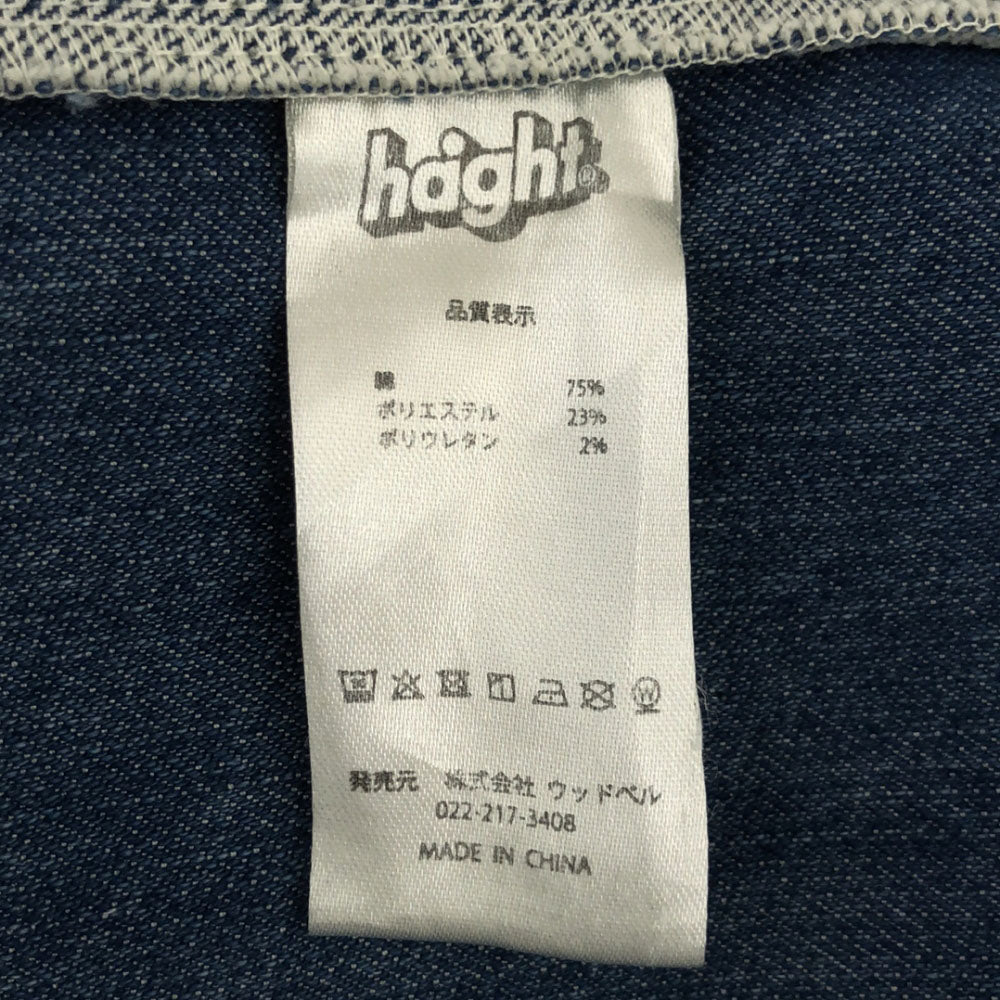 haight®
品質表示
綿 75%
ポリエステル 23%
ポリウレタン 2%
発売元 株式会社 ウッドベル
022-217-3408
MADE IN CHINA